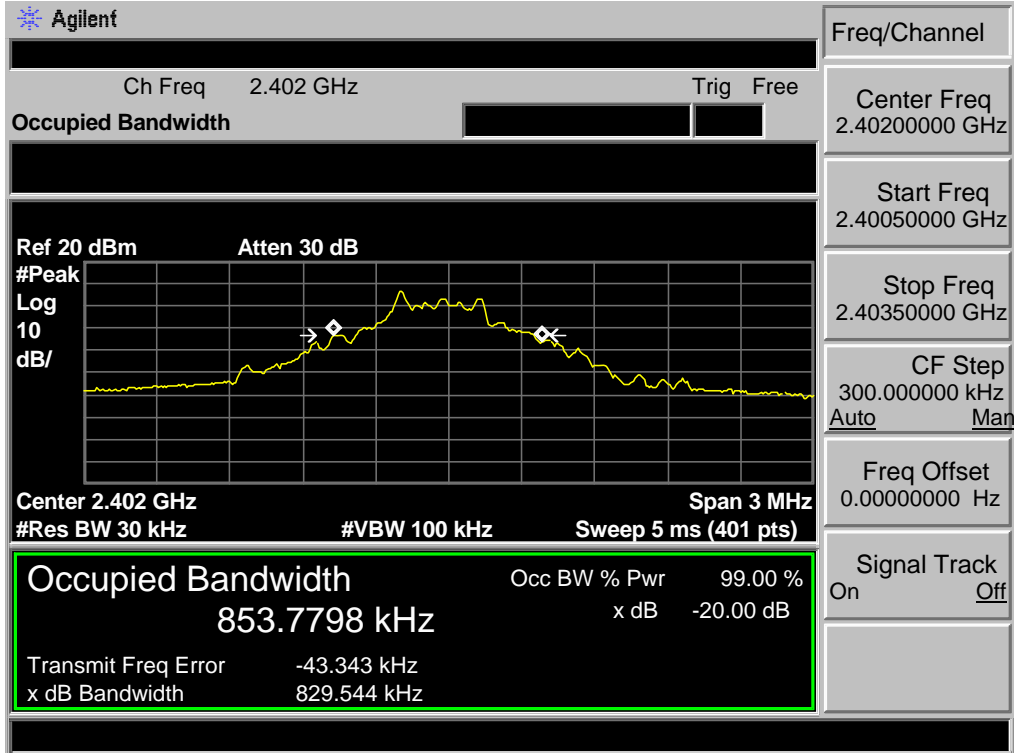 Agilent
Freq/Channel
Ch Freq 2.402 GHz Trig Free
Occupied Bandwidth
Center Freq
2.40200000 GHz
Start Freq
2.40050000 GHz
Ref 20 dBm Atten 30 dB
#Peak
Log
10
dB/
Stop Freq
2.40350000 GHz
CF Step
300.000000 kHz
Auto Man
Freq Offset
0.00000000 Hz
Center 2.402 GHz Span 3 MHz
#Res BW 30 kHz #VBW 100 kHz Sweep 5 ms (401 pts)
Signal Track
On Off
Occupied Bandwidth
853.7798 kHz
Occ BW % Pwr 99.00 %
x dB -20.00 dB
Transmit Freq Error -43.343 kHz
x dB Bandwidth 829.544 kHz